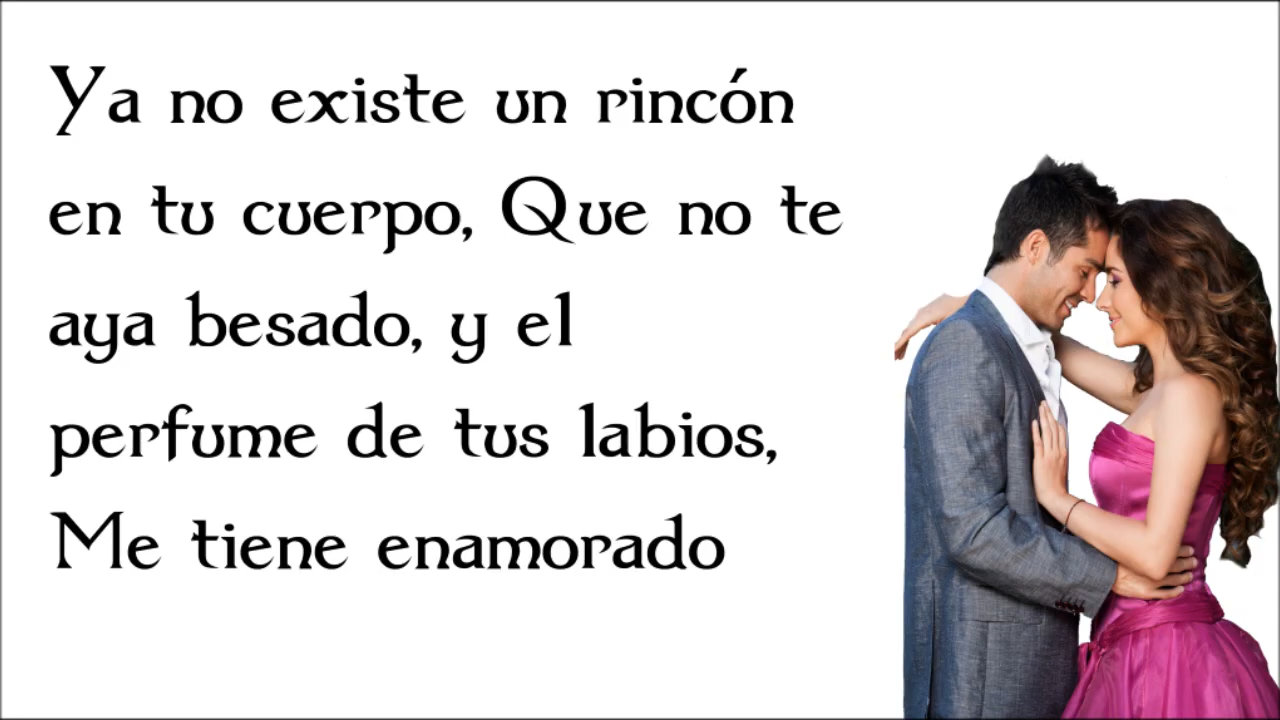 Ya no existe un rincón
en tu cuerpo, Que no te
aya besado, y el
perfume de tus labios,
Me tiene enamorado